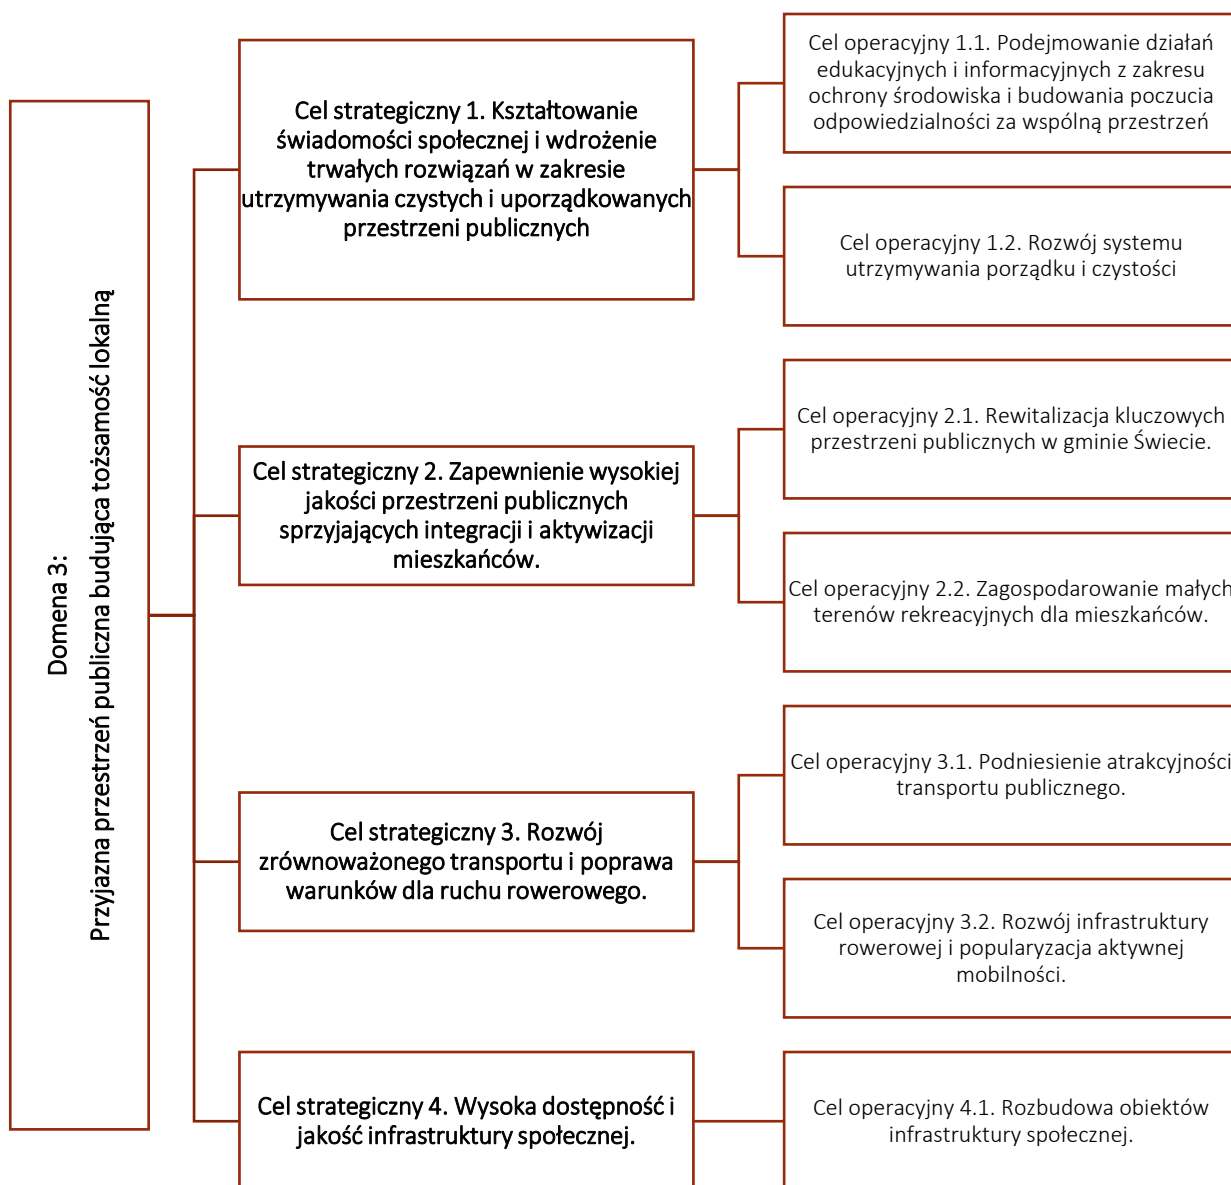 Domena 3:
Przyjazna przestrzeń publiczna budująca tożsamość lokalną
Cel strategiczny 1. Kształtowanie
świadomości społecznej i wdrożenie
trwałych rozwiązań w zakresie
utrzymywania czystych i uporządkowanych
przestrzeni publicznych
Cel operacyjny 1.1. Podejmowanie działań
edukacyjnych i informacyjnych z zakresu
ochrony środowiska i budowania poczucia
odpowiedzialności za wspólną przestrzeń
Cel operacyjny 1.2. Rozwój systemu
utrzymywania porządku i czystości
Cel strategiczny 2. Zapewnienie wysokiej
jakości przestrzeni publicznych
sprzyjających integracji i aktywizacji
mieszkańców.
Cel operacyjny 2.1. Rewitalizacja kluczowych
przestrzeni publicznych w gminie Świecie.
Cel operacyjny 2.2. Zagospodarowanie małych
terenów rekreacyjnych dla mieszkańców.
Cel strategiczny 3. Rozwój
zrównoważonego transportu i poprawa
warunków dla ruchu rowerowego.
Cel operacyjny 3.1. Podniesienie atrakcyjności
transportu publicznego.
Cel operacyjny 3.2. Rozwój infrastruktury
rowerowej i popularyzacja aktywnej
mobilności.
Cel strategiczny 4. Wysoka dostępność i
jakość infrastruktury społecznej.
Cel operacyjny 4.1. Rozbudowa obiektów
infrastruktury społecznej.